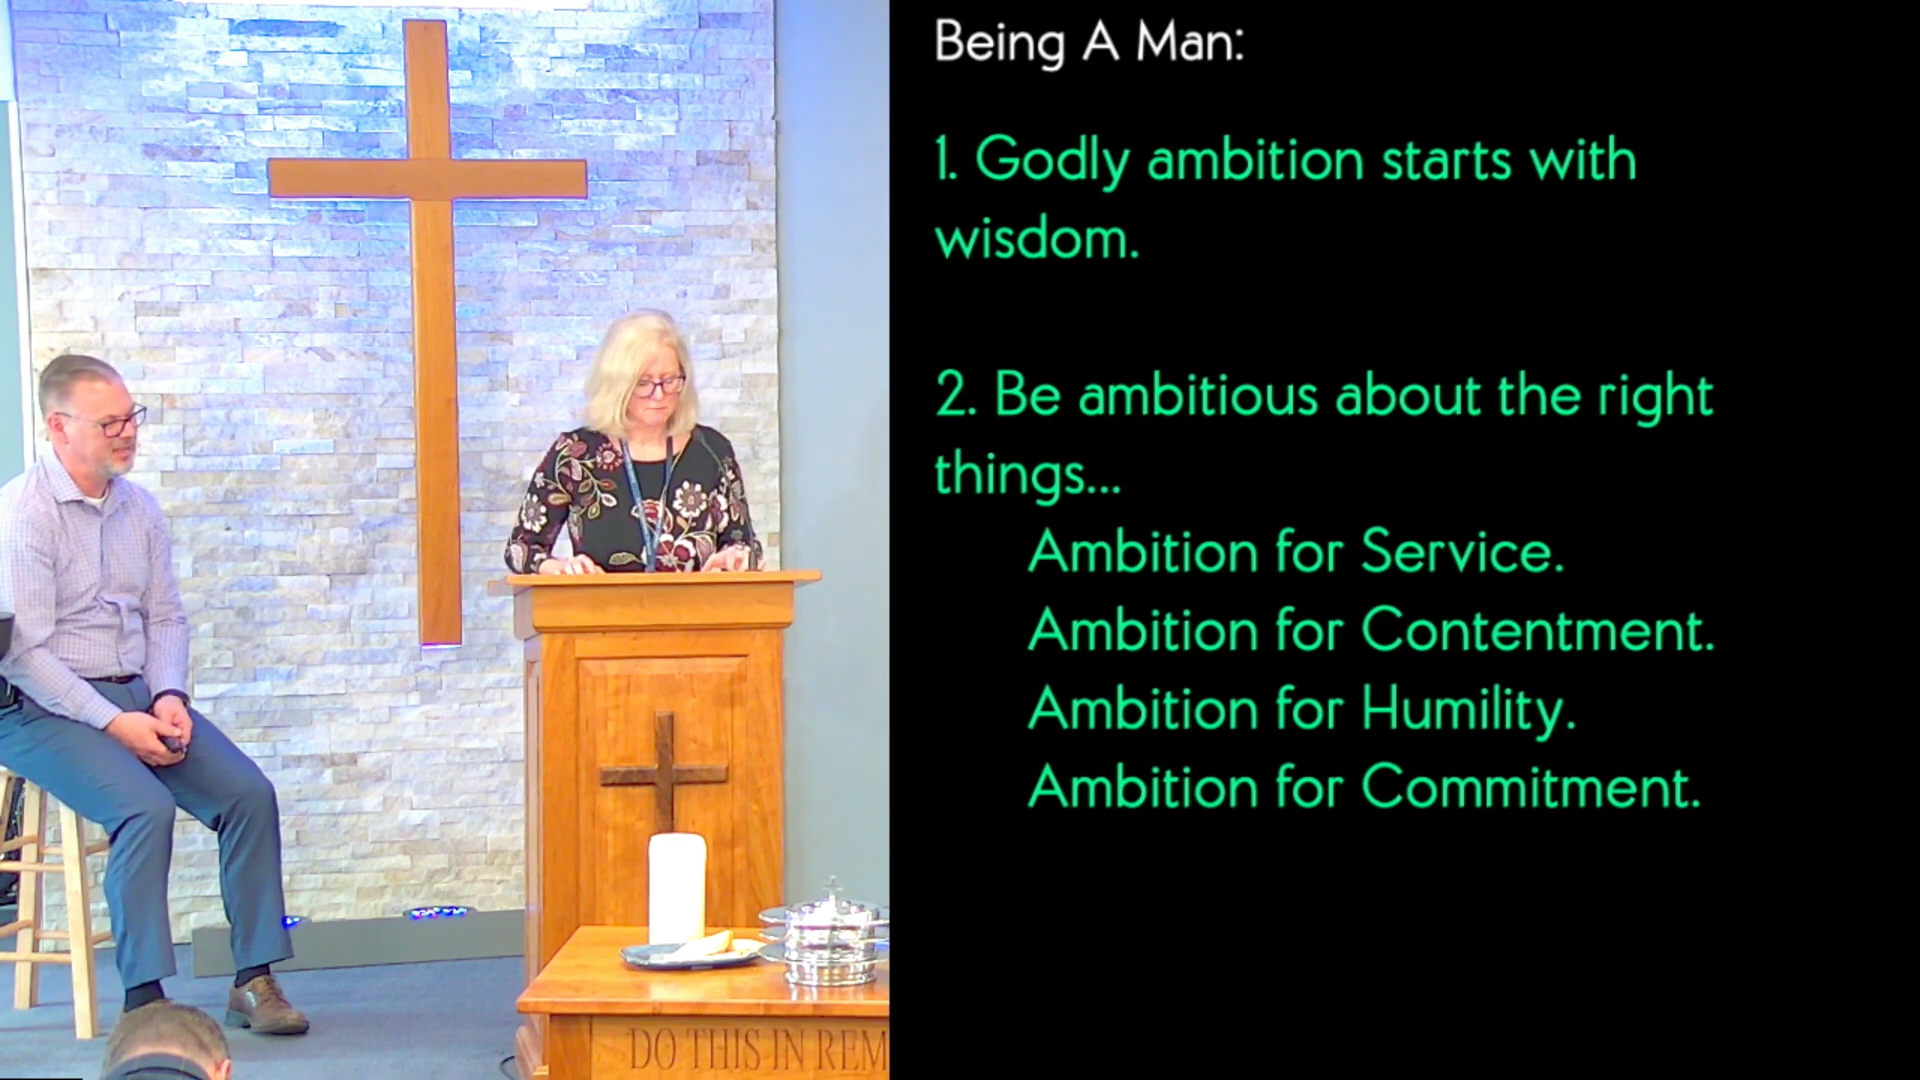 Being A Man:
1. Godly ambition starts with
wisdom.
2. Be ambitious about the right
things...
Ambition for Service.
Ambition for Contentment.
Ambition for Humility.
Ambition for Commitment.
DO THIS IN REM